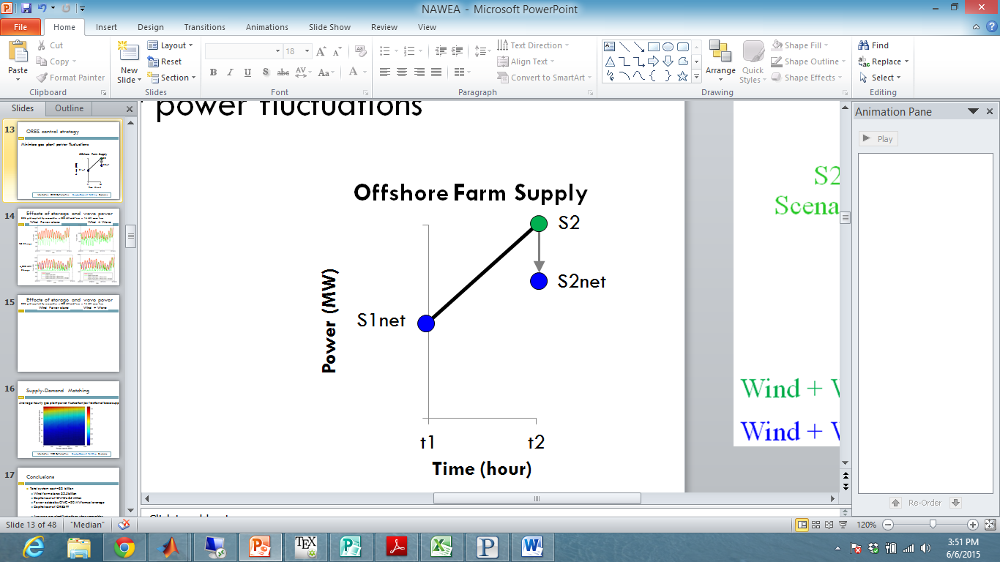 NAWEA - Microsoft PowerPoint
File Home Insert Design Transitions Animations Slide Show Review View
Paste
Cut
Copy
Format Painter
Clipboard
New
Slide
Layout
Reset
Section
Slides
18
Font
Text Direction
Align Text
Convert to SmartArt
Paragraph
Arrange
Quick
Styles
Shape Fill
Shape Outline
Shape Effects
Drawing
Find
Replace
Select
Editing
Slides Outline
13
ORES control strategy
Minimize gas plant power fluctuations
Offshore Farm Supply
14
Effects of storage and wave power
Wind Power alone Wind + Wave
15
Effects of storage and wave power
Wind Power alone Wind + Wave
16
Supply-Demand Matching
17
Conclusions
power fluctuations
Offshore Farm Supply
S2
S2net
S1net
Power (MW)
t1 t2
Time (hour)
S2
Scena
Wind +
Wind +
Animation Pane
Play
Re-Order
Slide 13 of 48
"Median"
120%
3:51 PM
6/6/2015